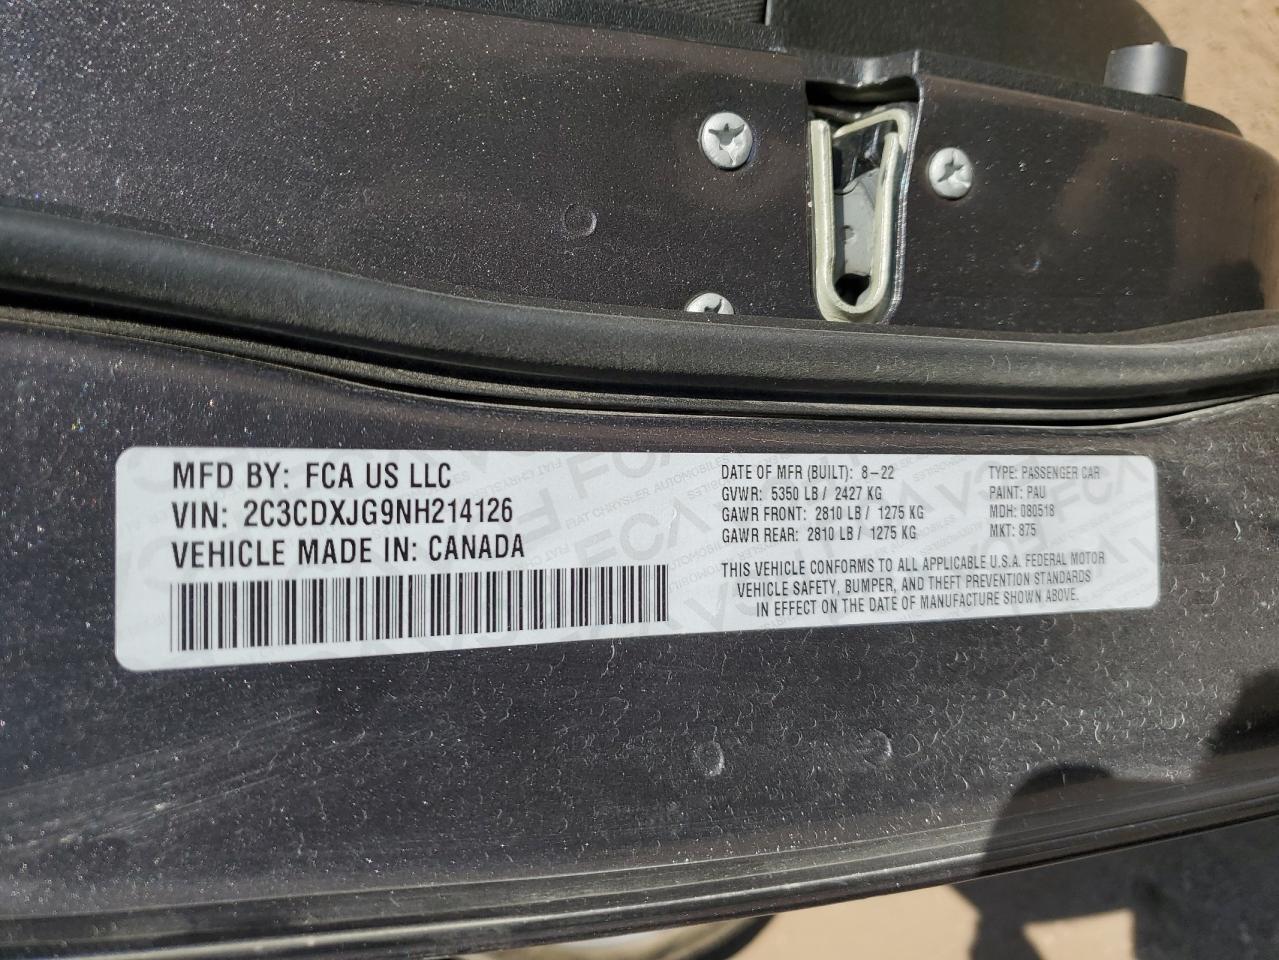 MFD BY: FCA US LLC
VIN: 2C3CDXJG9NH214126
VEHICLE MADE IN: CANADA
DATE OF MFR (BUILT): 8-22
GVWR: 5350 LB / 2427 KG
GAWR FRONT: 2810 LB / 1275 KG
GAWR REAR: 2810 LB / 1275 KG
TYPE: PASSENGER CAR
PAINT: PAU
MDH: 080518
MKT: 875
THIS VEHICLE CONFORMS TO ALL APPLICABLE U.S.A. FEDERAL MOTOR
VEHICLE SAFETY, BUMPER, AND THEFT PREVENTION STANDARDS
IN EFFECT ON THE DATE OF MANUFACTURE SHOWN ABOVE.